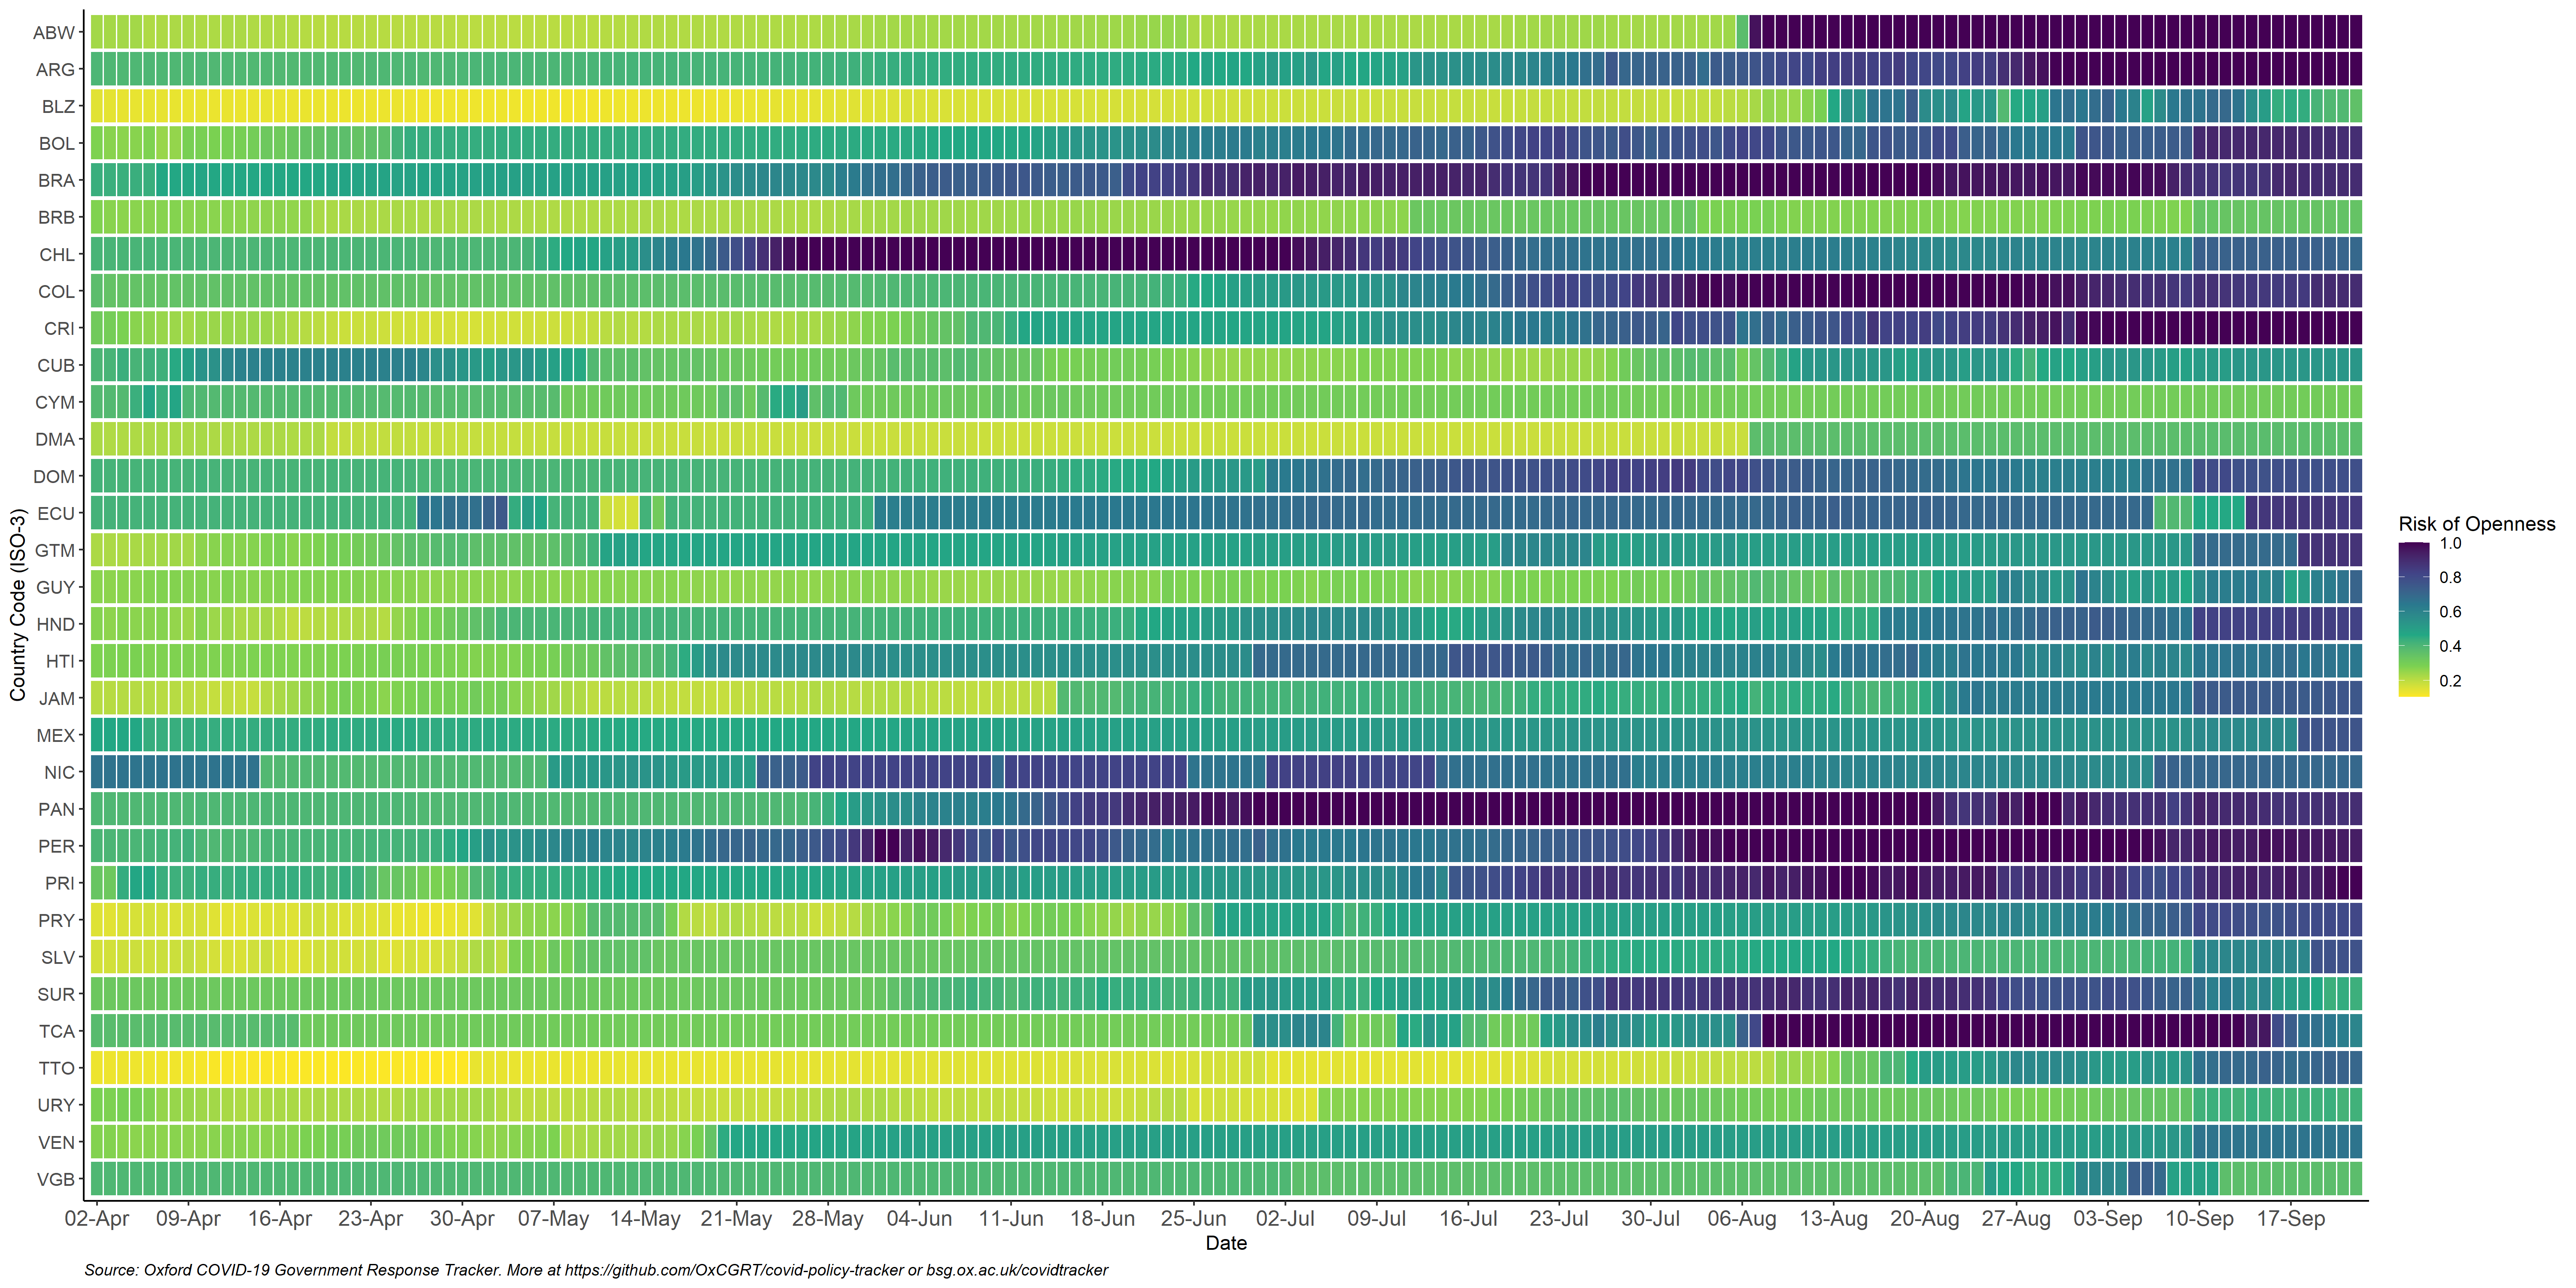 ABW
ARG
BLZ
BOL
BRA
BRB
CHL
COL
CRI
CUB
CYM
DMA
DOM
ECU
GTM
GUY
HND
HTI
JAM
MEX
NIC
PAN
PER
PRI
PRY
SLV
SUR
TCA
TTO
URY
VEN
VGB
Country Code (ISO-3)
02-Apr 09-Apr 16-Apr 23-Apr 30-Apr 07-May 14-May 21-May 28-May 04-Jun 11-Jun 18-Jun 25-Jun 02-Jul 09-Jul 16-Jul 23-Jul 30-Jul 06-Aug 13-Aug 20-Aug 27-Aug 03-Sep 10-Sep 17-Sep
Date
Risk of Openness
1.0
0.8
0.6
0.4
0.2
Source: Oxford COVID-19 Government Response Tracker. More at https://github.com/OxCGRT/covid-policy-tracker or bsg.ox.ac.uk/covidtracker